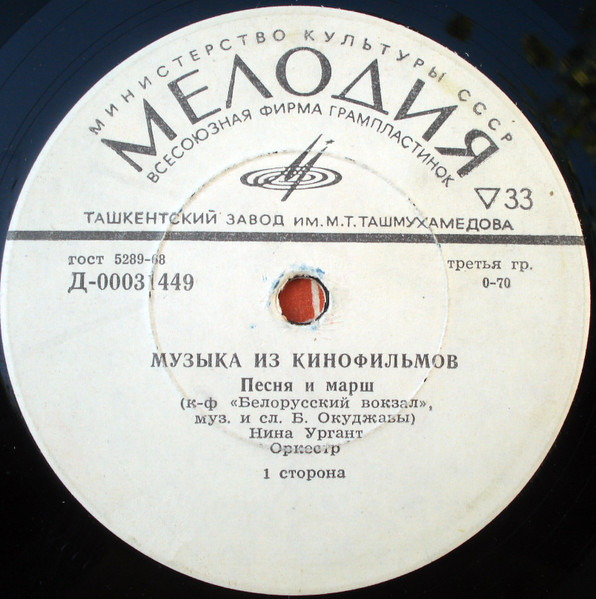 МИНИСТЕРСТВО КУЛЬТУРЫ СССР
МЕЛОДИЯ
ВСЕСОЮЗНАЯ ФИРМА ГРАМПЛАСТИНОК
▽33
ТАШКЕНТСКИЙ ЗАВОД ИМ. М.Т. ТАШМУХАМЕДОВА
гост 5289-68
третья гр.
Д-00031449
0-70
МУЗЫКА ИЗ КИНОФИЛЬМОВ
Песня и марш
(к-ф «Белорусский вокзал»,
муз. и сл. Б. Окуджавы)
Нина Ургант
Оркестр
1 сторона